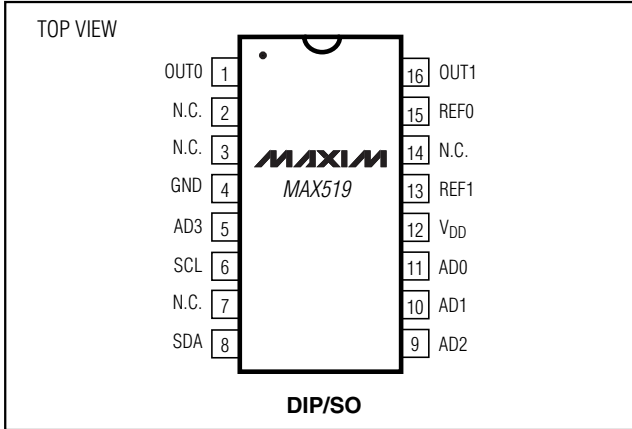 TOP VIEW
OUT0 1 16 OUT1
N.C. 2 15 REF0
N.C. 3 14 N.C.
MAXIM
GND 4 MAX519 13 REF1
AD3 5 12 VDD
SCL 6 11 AD0
N.C. 7 10 AD1
SDA 8 9 AD2
DIP/SO